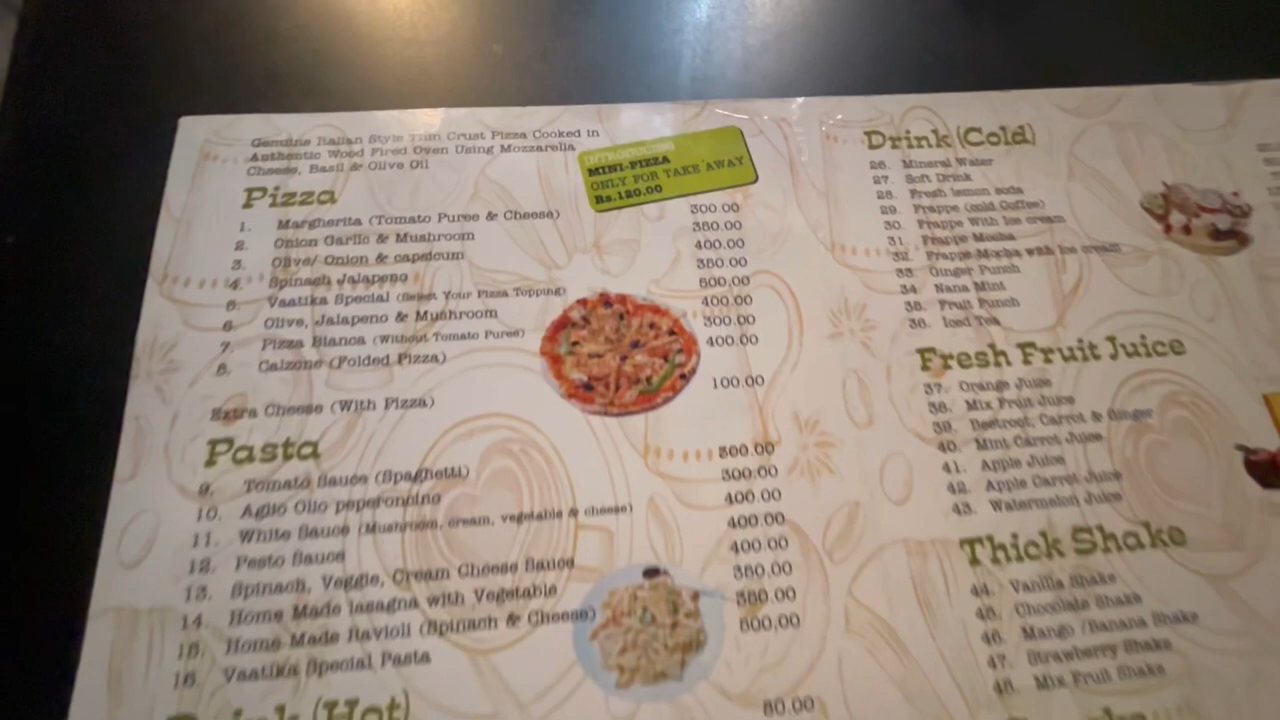 Genuine Italian Style Thin Crust Pizza Cooked in
Authentic Wood Fired Oven Using Mozzarella
Cheese, Basil & Olive Oil
INTRODUCING
MINI-PIZZA
ONLY FOR TAKE AWAY
Rs.120.00
Pizza
1. Margherita (Tomato Puree & Cheese) 300.00
2. Onion Garlic & Mushroom 350.00
3. Olive/ Onion & capsicum 400.00
4. Spinach Jalapeno 350.00
5. Vaatika Special (Select Your Pizza Topping) 500.00
6. Olive, Jalapeno & Mushroom 400.00
7. Pizza Bianca (Without Tomato Puree) 300.00
8. Calzone (Folded Pizza) 400.00
Extra Cheese (With Pizza) 100.00
Pasta
9. Tomato Sauce (Spaghetti) 300.00
10. Aglio Olio peperoncino 300.00
11. White Sauce (Mushroom, cream, vegetable & cheese) 400.00
12. Pesto Sauce 400.00
13. Spinach, Veggie, Cream Cheese Sauce 400.00
14. Home Made lasagna with Vegetable 350.00
15. Home Made Ravioli (Spinach & Cheese) 350.00
16. Vaatika Special Pasta 500,00
Drink (Hot)
80.00
Drink (Cold)
26. Mineral Water
27. Soft Drink
28. Fresh lemon soda
29. Frappe (cold Coffee)
30. Frappe With Ice cream
31. Frappe Mocha
32. Frappe Mocha with ice cream
33. Ginger Punch
34. Nana Mint
35. Fruit Punch
36. Iced Tea
Fresh Fruit Juice
37. Orange Juice
38. Mix Fruit Juice
39. Beetroot, Carrot & Ginger
40. Mint Carrot Juice
41. Apple Juice
42. Apple Carrot Juice
43. Watermelon Juice
Thick Shake
44. Vanilla Shake
45. Chocolate Shake
46. Mango /Banana Shake
47. Strawberry Shake
48. Mix Fruit Shake